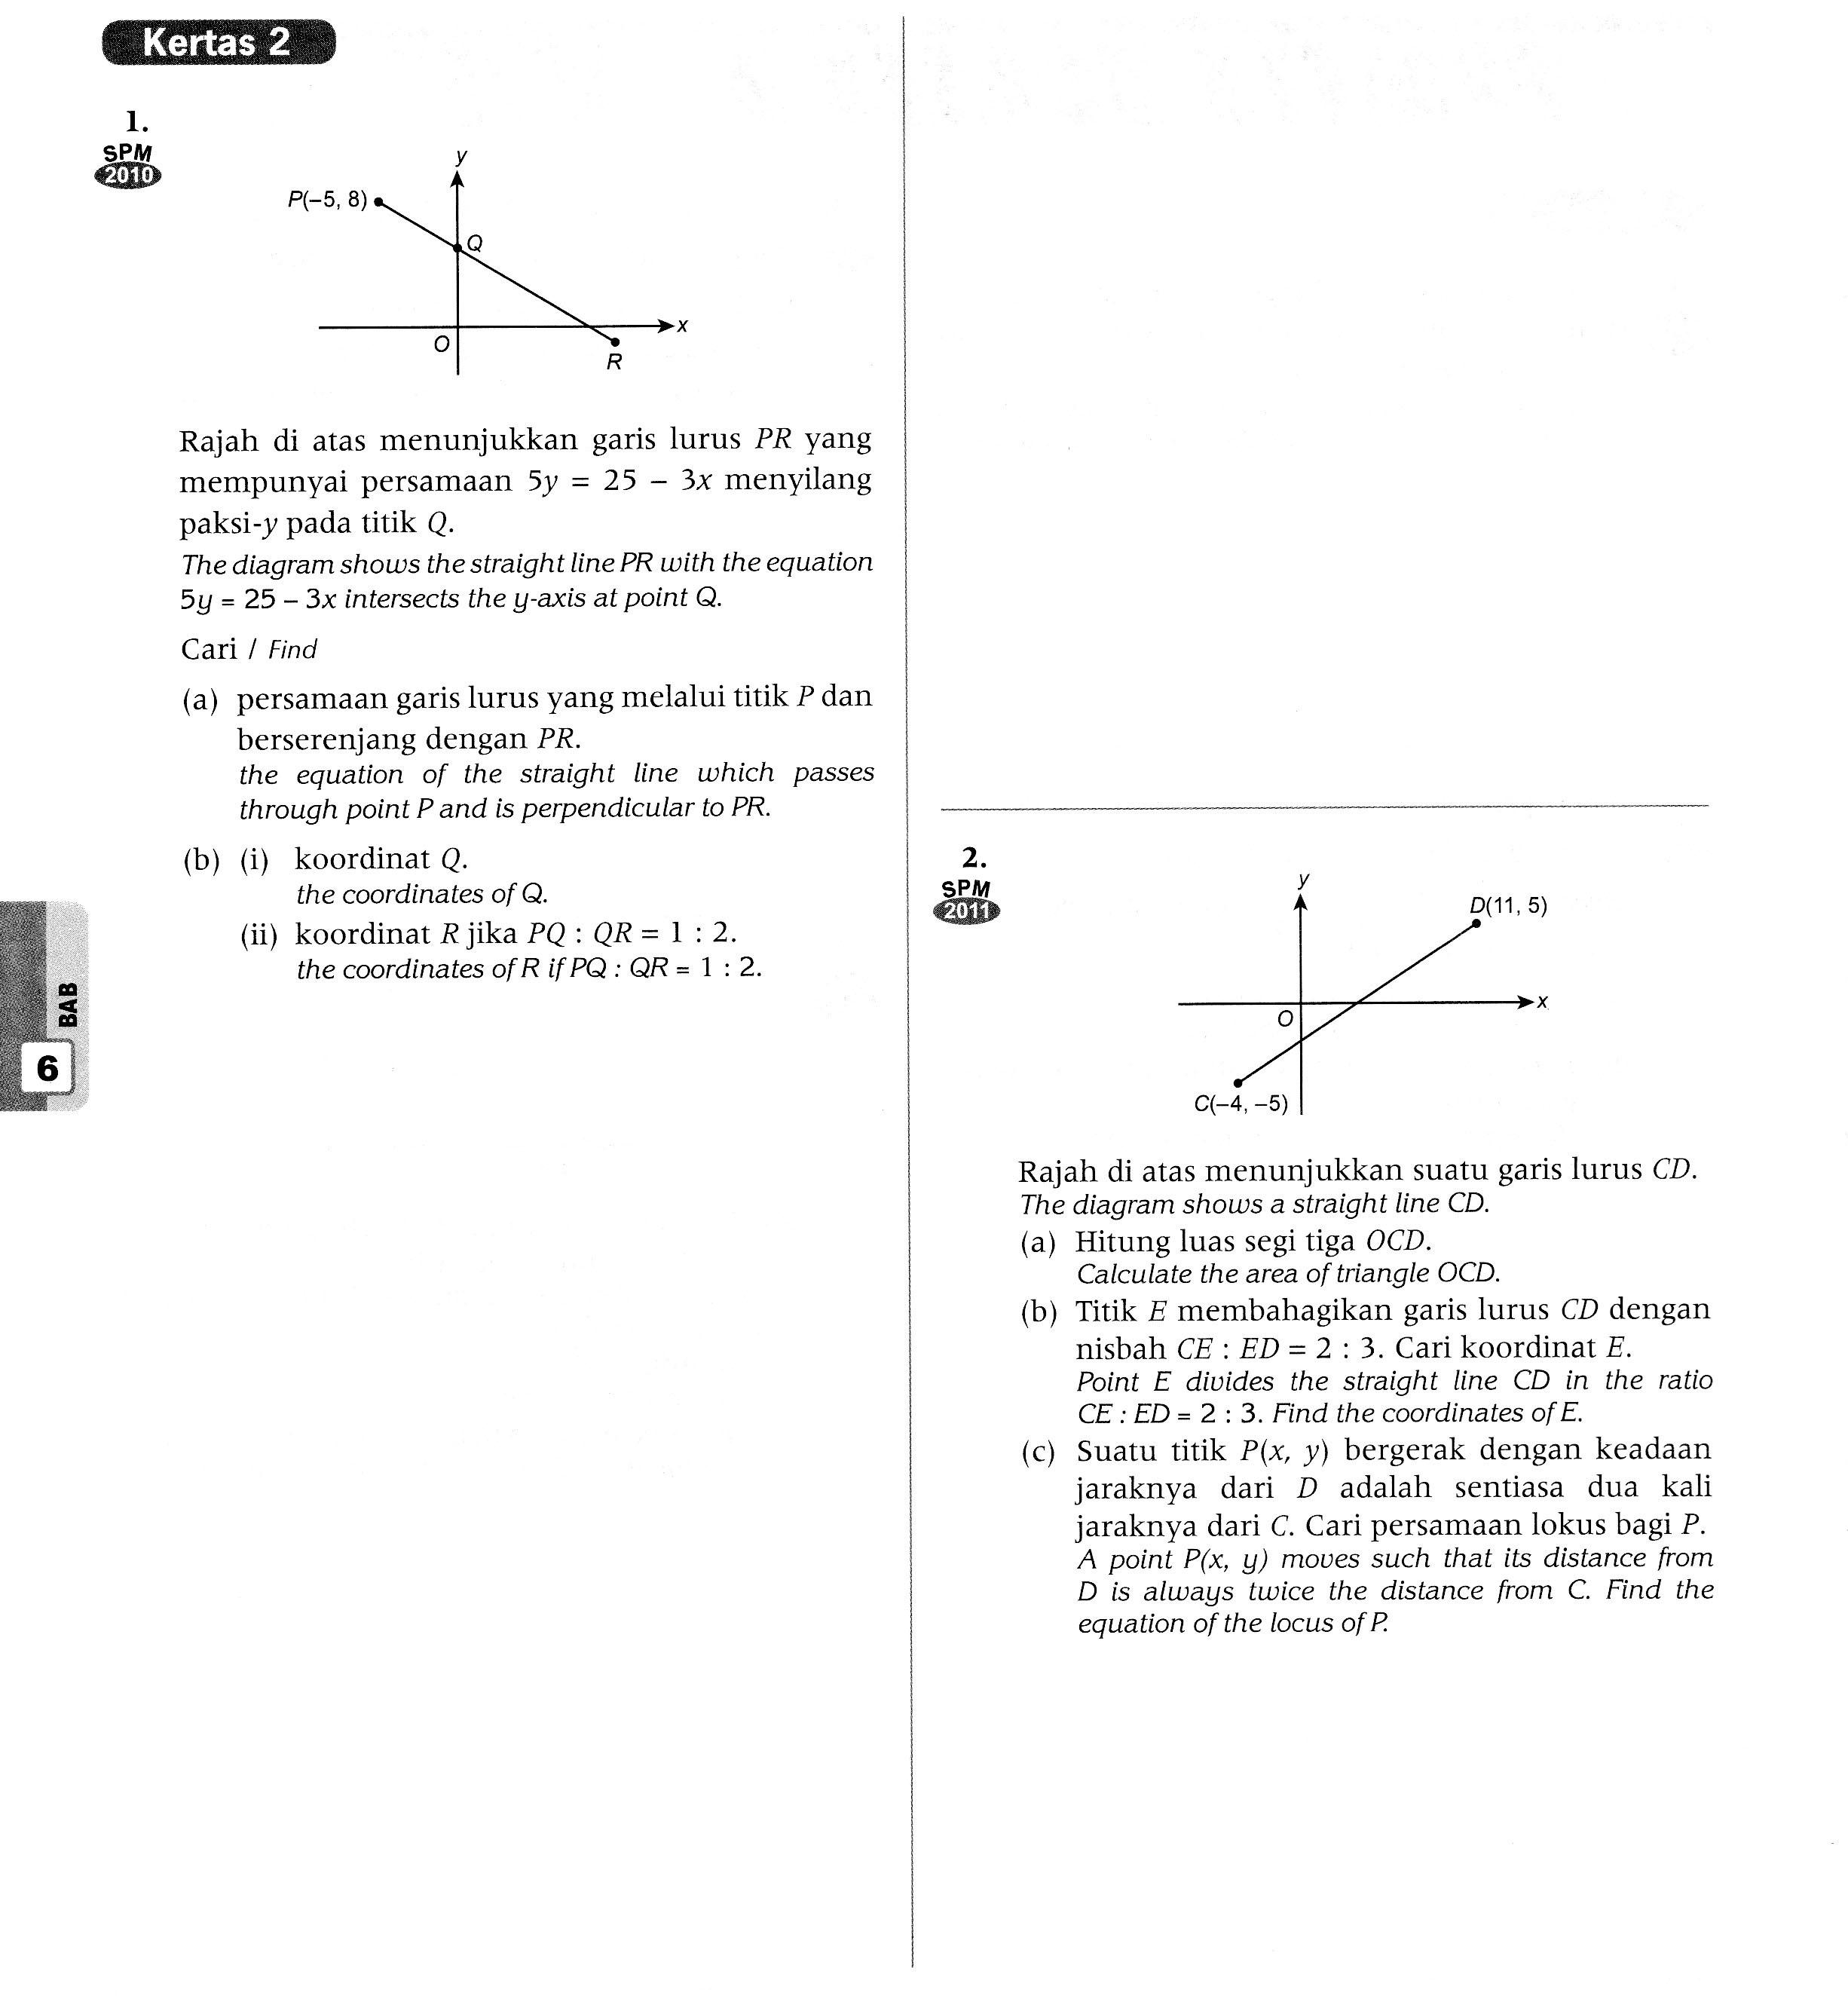 Kertas 2
1.
SPM
2010
y
P(–5, 8)
Q
x
O
R
Rajah di atas menunjukkan garis lurus PR yang
mempunyai persamaan 5y = 25 – 3x menyilang
paksi-y pada titik Q.
The diagram shows the straight line PR with the equation
5y = 25 – 3x intersects the y-axis at point Q.
Cari / Find
(a) persamaan garis lurus yang melalui titik P dan
berserenjang dengan PR.
the equation of the straight line which passes
through point P and is perpendicular to PR.
(b) (i) koordinat Q.
the coordinates of Q.
(ii) koordinat R jika PQ : QR = 1 : 2.
the coordinates of R if PQ : QR = 1 : 2.
BAB
6
2.
SPM
2011
y
D(11, 5)
x
O
C(–4, –5)
Rajah di atas menunjukkan suatu garis lurus CD.
The diagram shows a straight line CD.
(a) Hitung luas segi tiga OCD.
Calculate the area of triangle OCD.
(b) Titik E membahagikan garis lurus CD dengan
nisbah CE : ED = 2 : 3. Cari koordinat E.
Point E divides the straight line CD in the ratio
CE : ED = 2 : 3. Find the coordinates of E.
(c) Suatu titik P(x, y) bergerak dengan keadaan
jaraknya dari D adalah sentiasa dua kali
jaraknya dari C. Cari persamaan lokus bagi P.
A point P(x, y) moves such that its distance from
D is always twice the distance from C. Find the
equation of the locus of P.